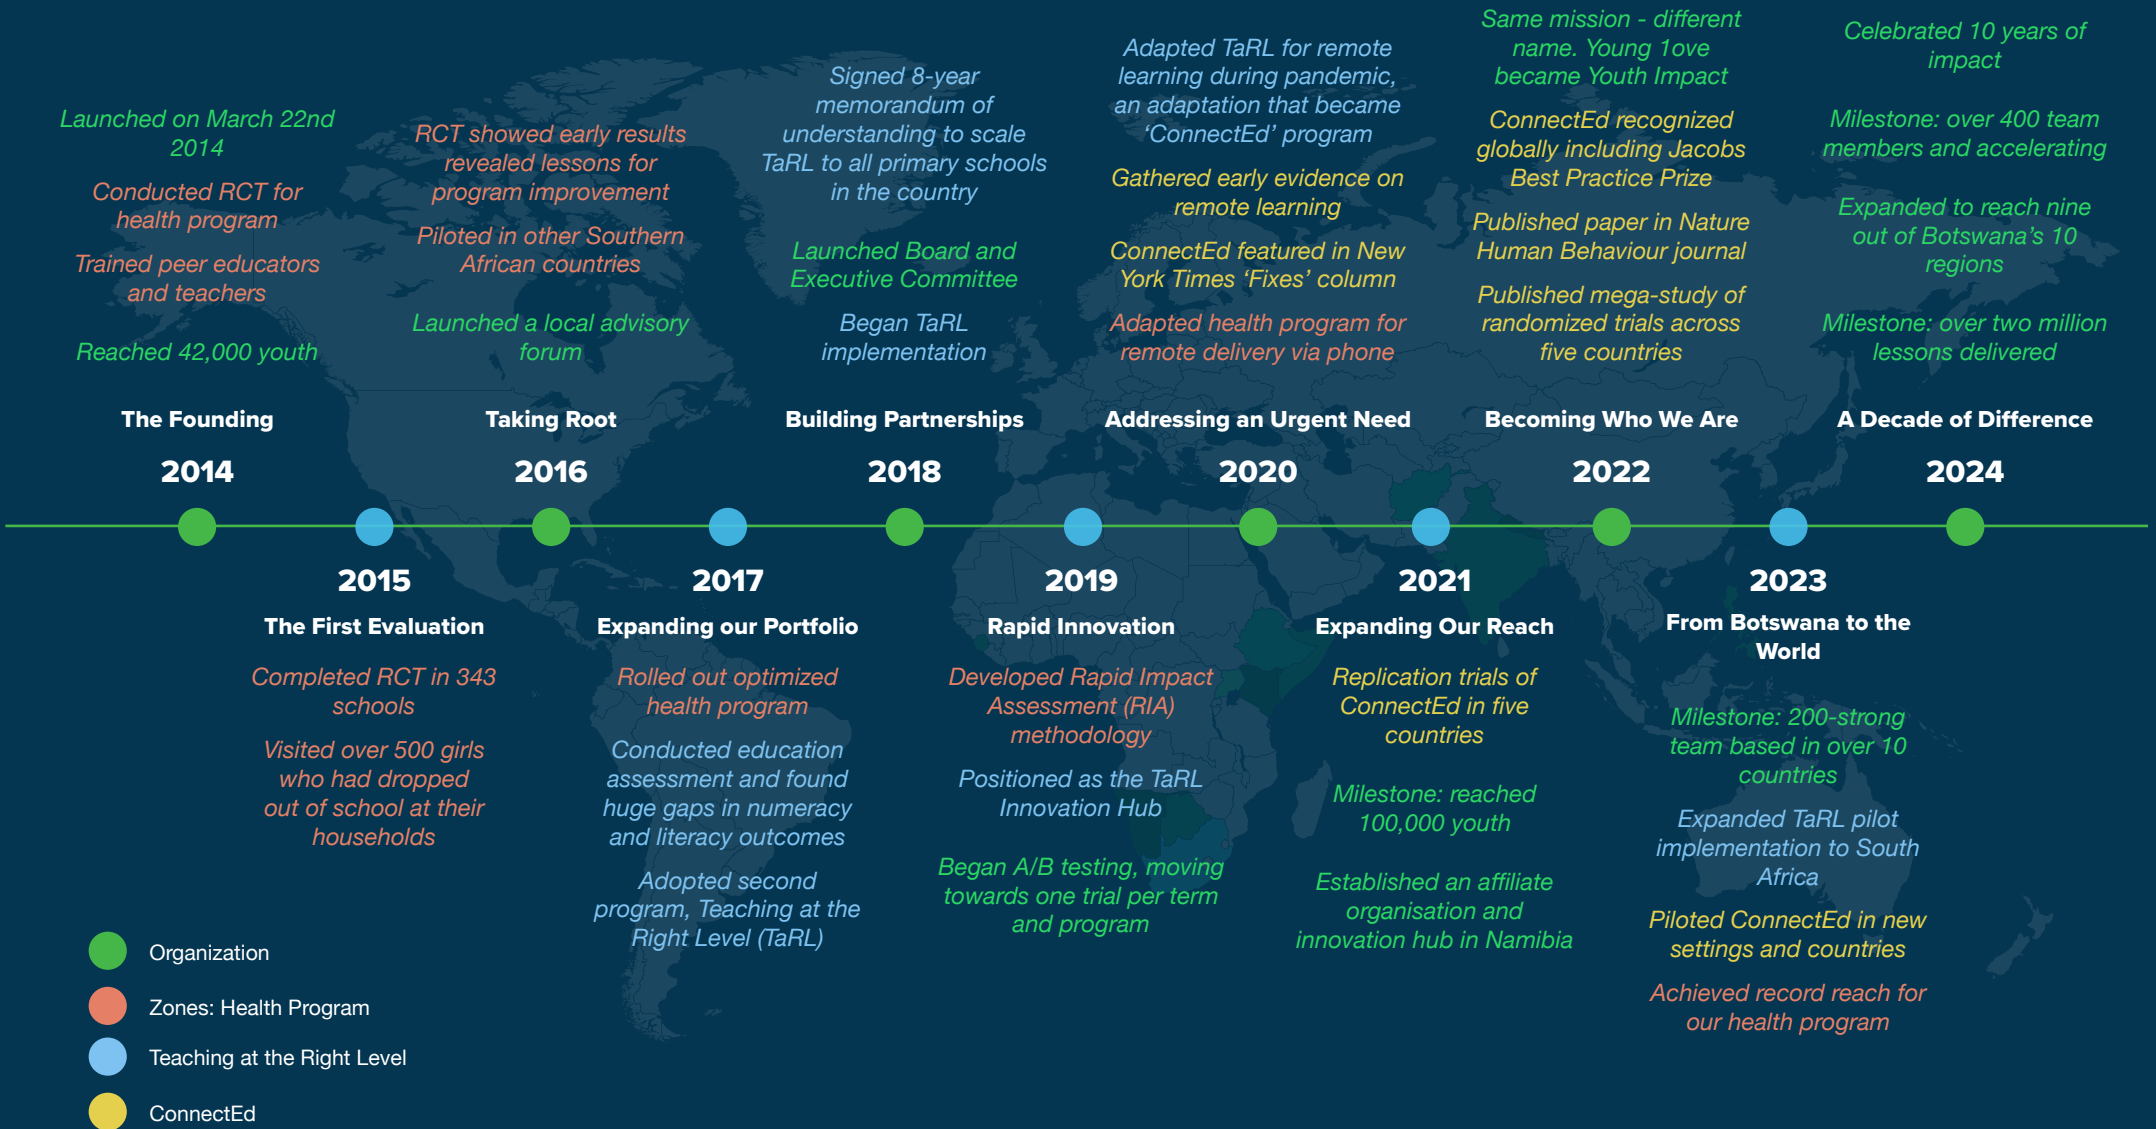 Launched on March 22nd
2014
Conducted RCT for
health program
Trained peer educators
and teachers
Reached 42,000 youth
The Founding
2014
2015
The First Evaluation
Completed RCT in 343
schools
Visited over 500 girls
who had dropped
out of school at their
households
RCT showed early results
revealed lessons for
program improvement
Piloted in other Southern
African countries
Launched a local advisory
forum
Taking Root
2016
2017
Expanding our Portfolio
Rolled out optimized
health program
Conducted education
assessment and found
huge gaps in numeracy
and literacy outcomes
Adopted second
program, Teaching at the
Right Level (TaRL)
Signed 8-year
memorandum of
understanding to scale
TaRL to all primary schools
in the country
Launched Board and
Executive Committee
Began TaRL
implementation
Building Partnerships
2018
2019
Rapid Innovation
Developed Rapid Impact
Assessment (RIA)
methodology
Positioned as the TaRL
Innovation Hub
Began A/B testing, moving
towards one trial per term
and program
Adapted TaRL for remote
learning during pandemic,
an adaptation that became
‘ConnectEd’ program
Gathered early evidence on
remote learning
ConnectEd featured in New
York Times ‘Fixes’ column
Adapted health program for
remote delivery via phone
Addressing an Urgent Need
2020
2021
Expanding Our Reach
Replication trials of
ConnectEd in five
countries
Milestone: reached
100,000 youth
Established an affiliate
organisation and
innovation hub in Namibia
Same mission - different
name. Young 1ove
became Youth Impact
ConnectEd recognized
globally including Jacobs
Best Practice Prize
Published paper in Nature
Human Behaviour journal
Published mega-study of
randomized trials across
five countries
Becoming Who We Are
2022
2023
From Botswana to the
World
Milestone: 200-strong
team based in over 10
countries
Expanded TaRL pilot
implementation to South
Africa
Piloted ConnectEd in new
settings and countries
Achieved record reach for
our health program
Celebrated 10 years of
impact
Milestone: over 400 team
members and accelerating
Expanded to reach nine
out of Botswana’s 10
regions
Milestone: over two million
lessons delivered
A Decade of Difference
2024
Organization
Zones: Health Program
Teaching at the Right Level
ConnectEd